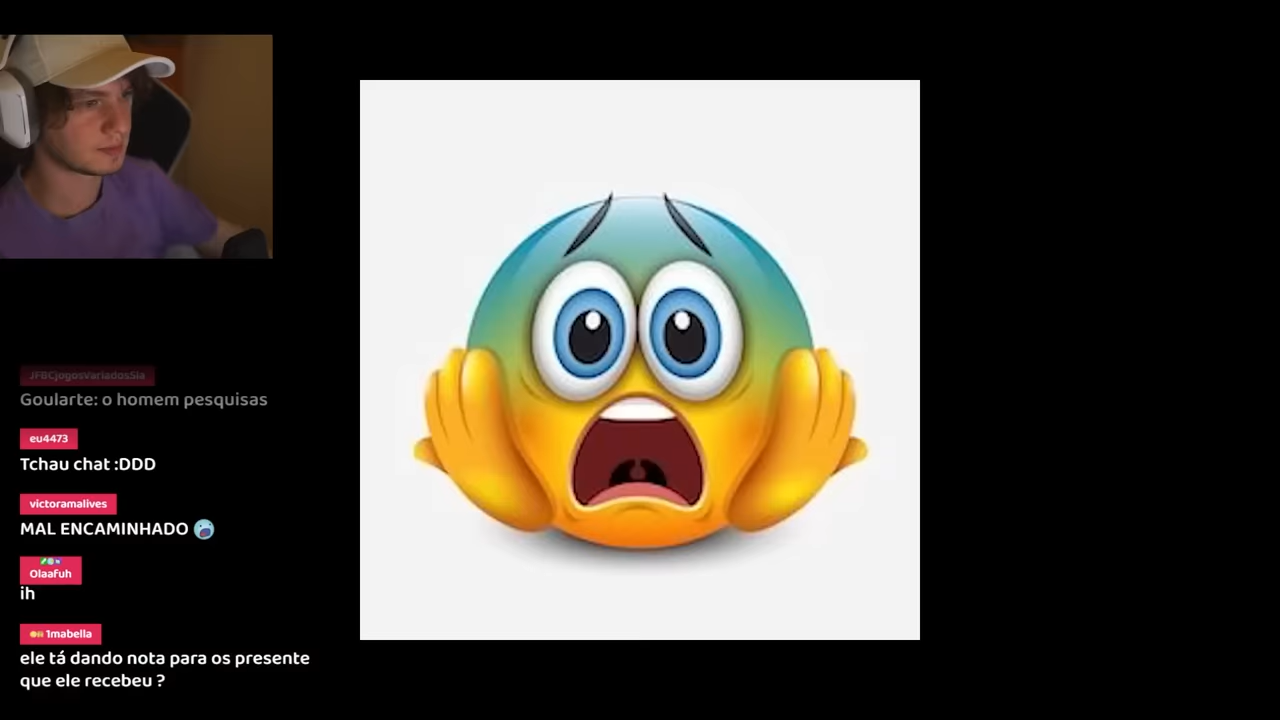 JFBCjogosVariadosSla
Goularte: o homem pesquisas
eu4473
Tchau chat :DDD
victoramalives
MAL ENCAMINHADO
Olaafuh
ih
1mabella
ele tá dando nota para os presente
que ele recebeu ?